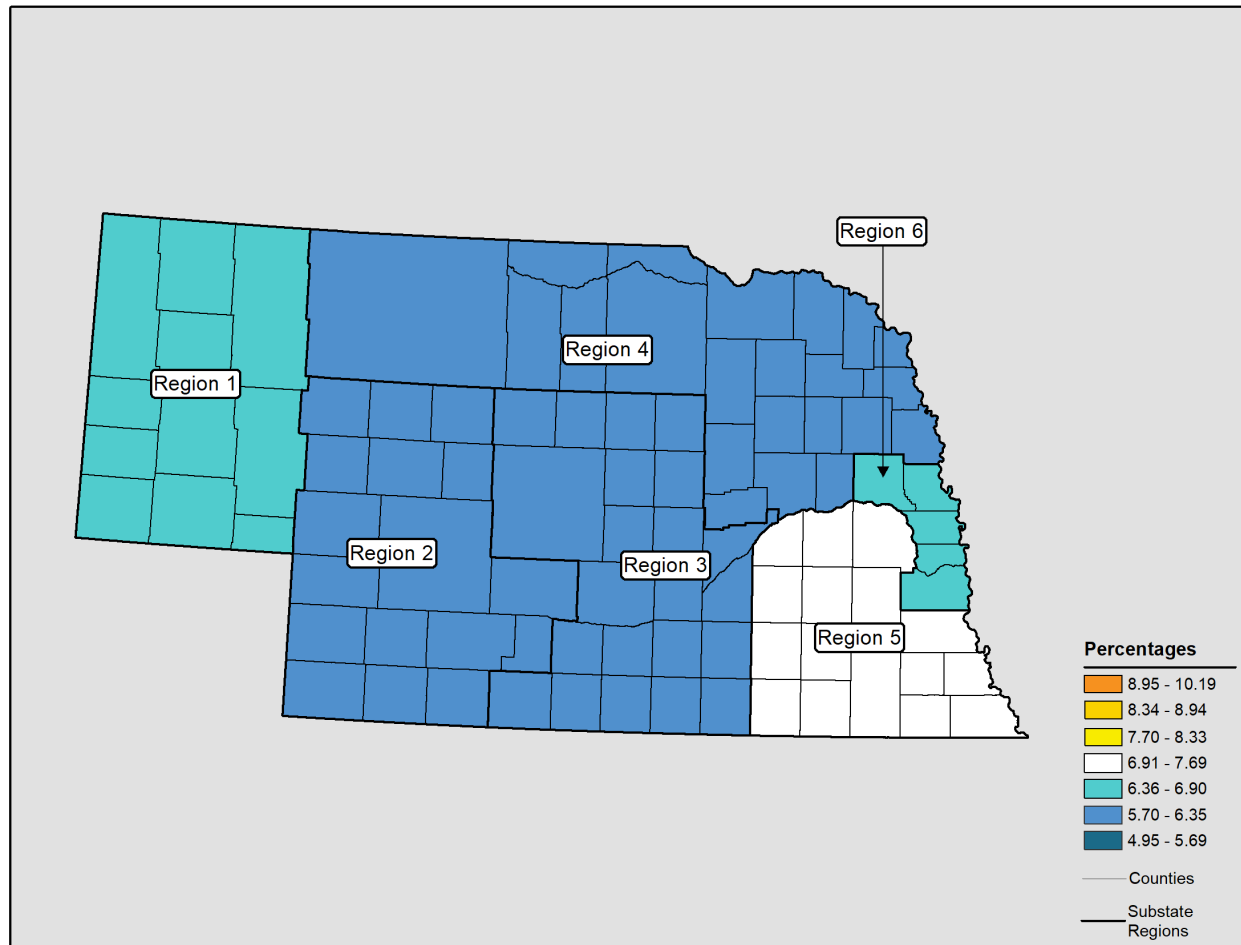 Region 6
Region 4
Region 1
Region 2
Region 3
Region 5
Percentages
8.95 - 10.19
8.34 - 8.94
7.70 - 8.33
6.91 - 7.69
6.36 - 6.90
5.70 - 6.35
4.95 - 5.69
Counties
Substate
Regions